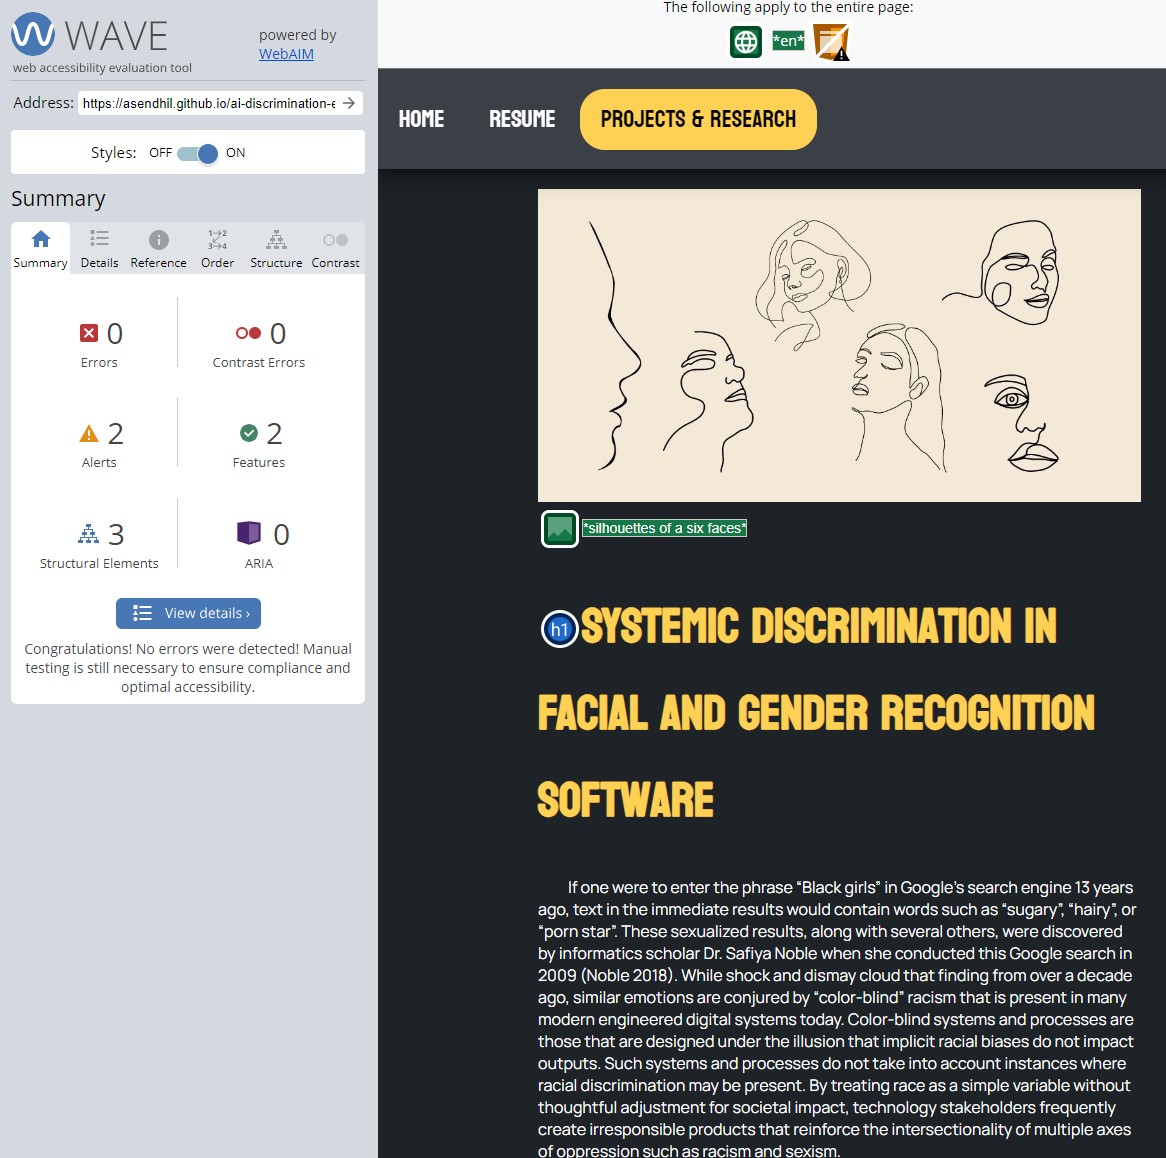 WAVE
powered by
WebAIM
web accessibility evaluation tool
Address: https://asendhil.github.io/ai-discrimination-e
Styles: OFF ON
Summary
Summary Details Reference Order Structure Contrast
0 0
Errors Contrast Errors
2 2
Alerts Features
3 0
Structural Elements ARIA
View details ›
Congratulations! No errors were detected! Manual
testing is still necessary to ensure compliance and
optimal accessibility.
The following apply to the entire page:
*en*
HOME RESUME PROJECTS & RESEARCH
*silhouettes of a six faces*
h1 SYSTEMIC DISCRIMINATION IN
FACIAL AND GENDER RECOGNITION
SOFTWARE
If one were to enter the phrase “Black girls” in Google’s search engine 13 years
ago, text in the immediate results would contain words such as “sugary”, “hairy”, or
“porn star”. These sexualized results, along with several others, were discovered
by informatics scholar Dr. Safiya Noble when she conducted this Google search in
2009 (Noble 2018). While shock and dismay cloud that finding from over a decade
ago, similar emotions are conjured by “color-blind” racism that is present in many
modern engineered digital systems today. Color-blind systems and processes are
those that are designed under the illusion that implicit racial biases do not impact
outputs. Such systems and processes do not take into account instances where
racial discrimination may be present. By treating race as a simple variable without
thoughtful adjustment for societal impact, technology stakeholders frequently
create irresponsible products that reinforce the intersectionality of multiple axes
of oppression such as racism and sexism.